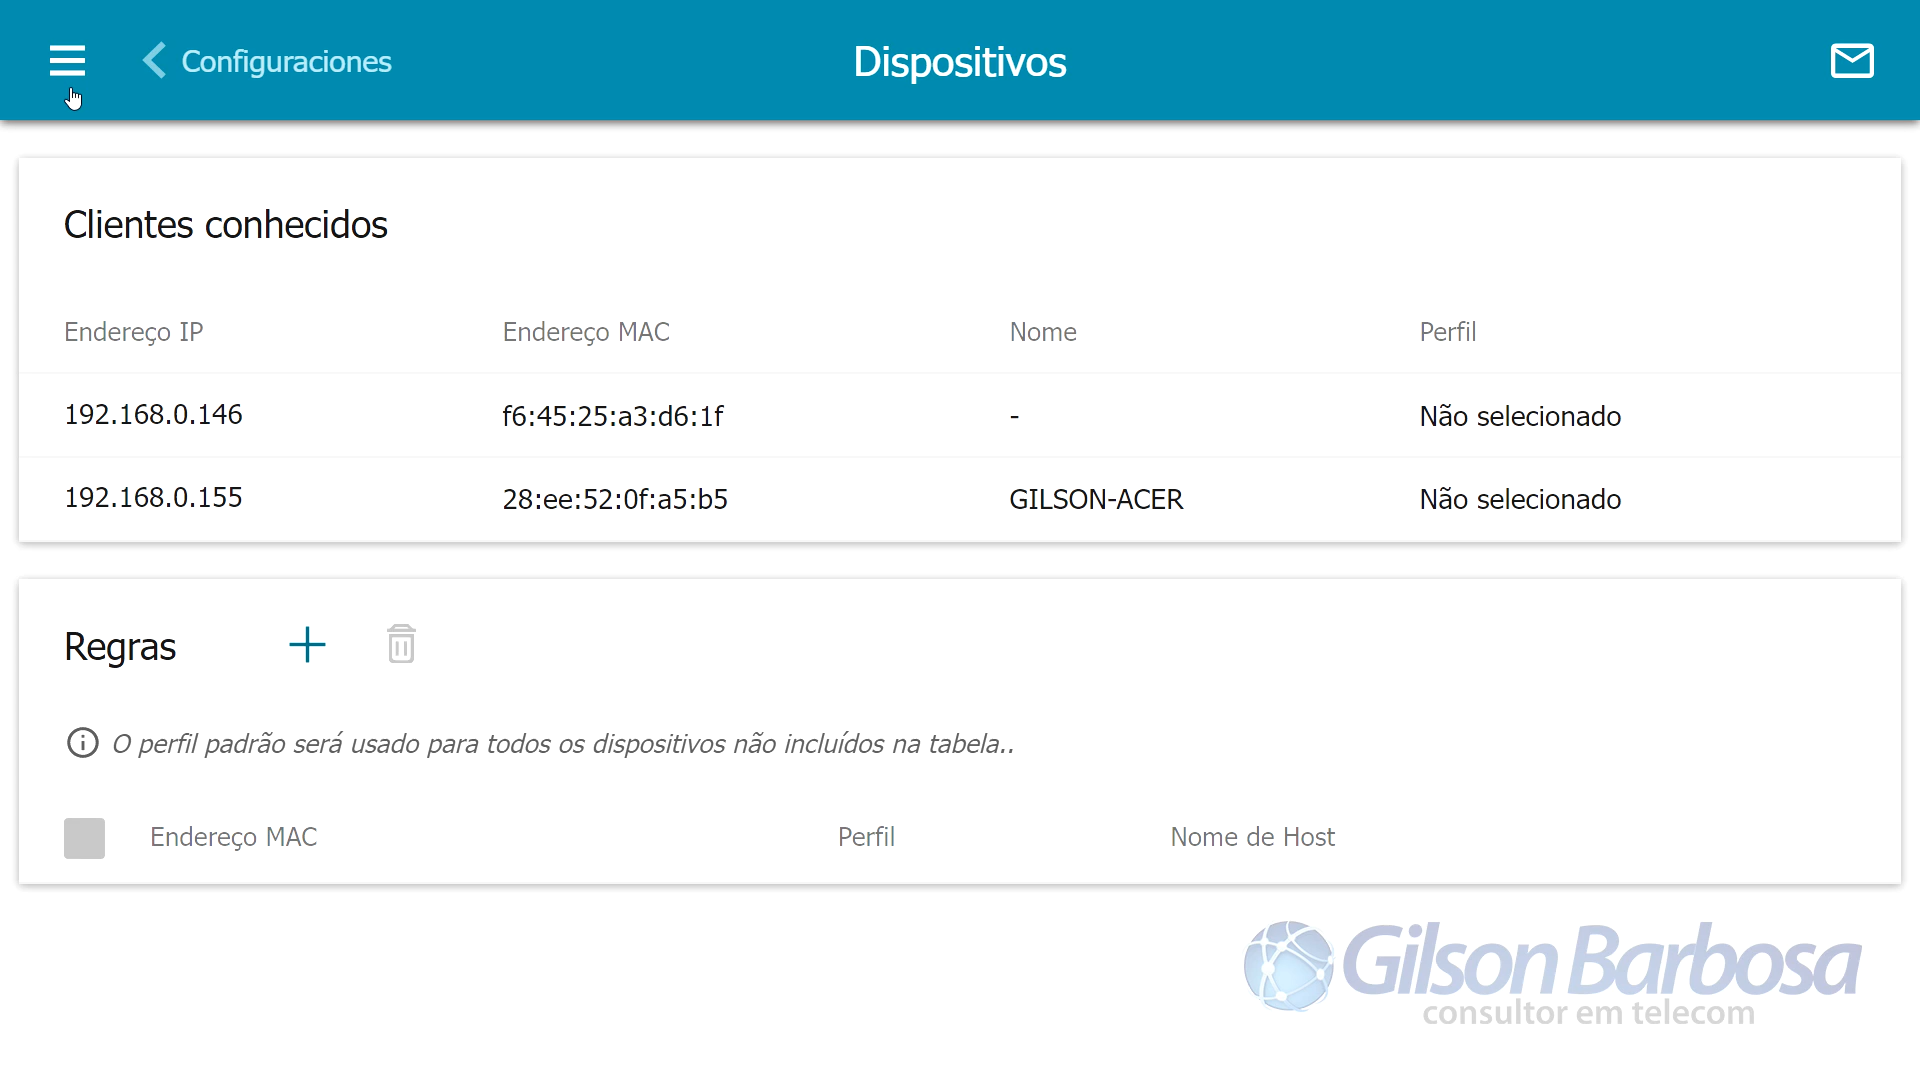 Configuraciones
Dispositivos
Clientes conhecidos
Endereço IP Endereço MAC Nome Perfil
192.168.0.146 f6:45:25:a3:d6:1f - Não selecionado
192.168.0.155 28:ee:52:0f:a5:b5 GILSON-ACER Não selecionado
Regras
O perfil padrão será usado para todos os dispositivos não incluídos na tabela..
Endereço MAC Perfil Nome de Host
Gilson Barbosa
consultor em telecom